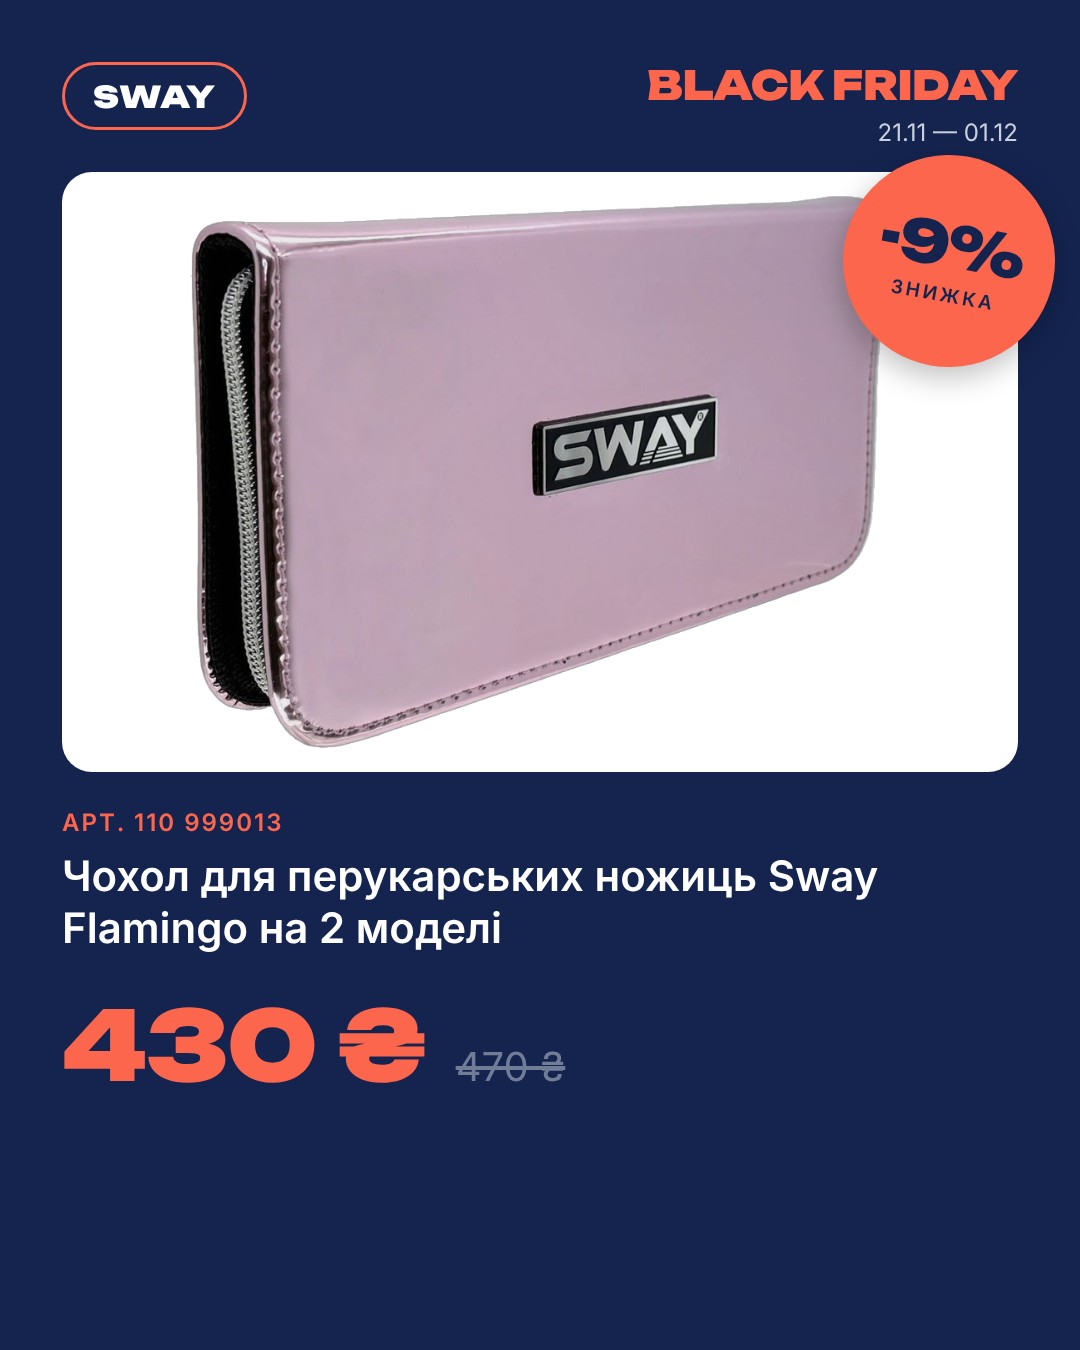 SWAY
BLACK FRIDAY
21.11 — 01.12
-9%
ЗНИЖКА
SWAY
АРТ. 110 999013
Чохол для перукарських ножиць Sway
Flamingo на 2 моделі
430 ₴ 470 ₴